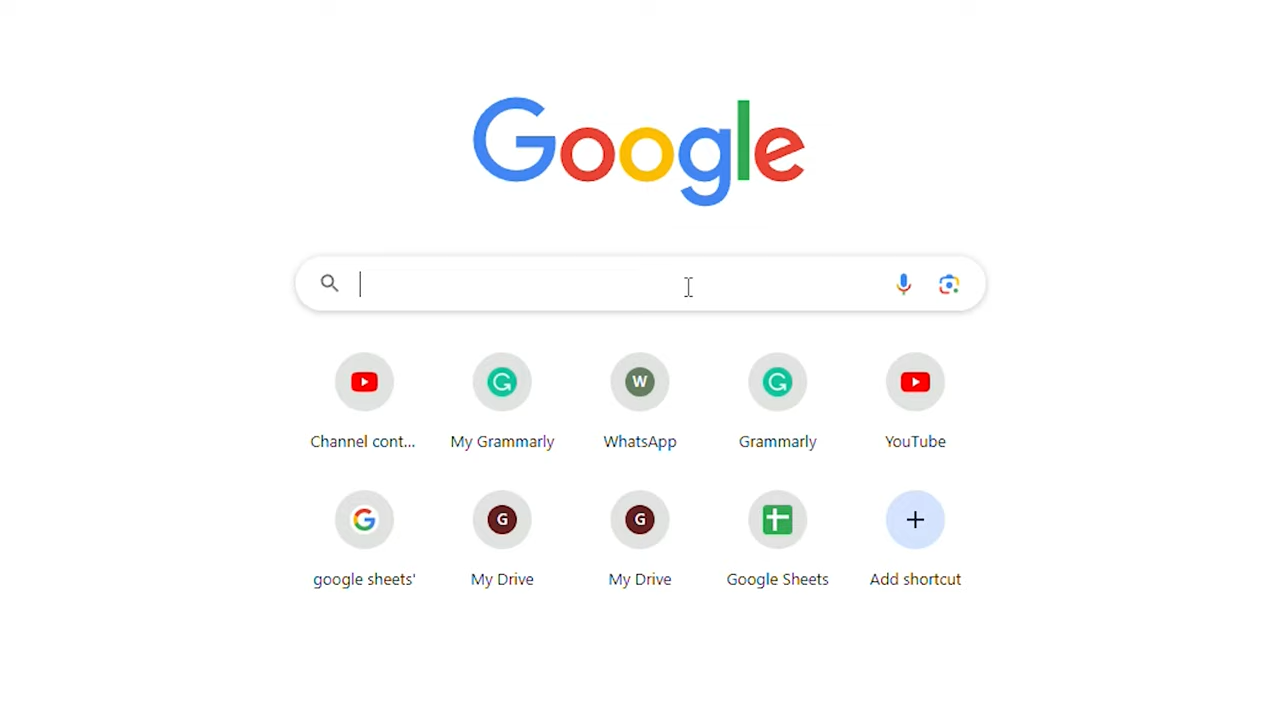 Google
W
Channel cont...
My Grammarly
WhatsApp
Grammarly
YouTube
G
G
google sheets'
My Drive
My Drive
Google Sheets
Add shortcut